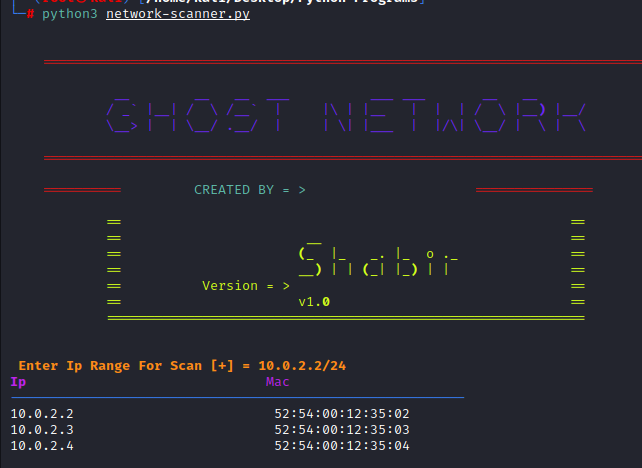 (root㉿kali)-[/home/kali/Desktop/Python-Programs]
# python3 network-scanner.py
GHOST NETWORK
CREATED BY = >
Shabin
Version = >
v1.0
Enter Ip Range For Scan [+] = 10.0.2.2/24
Ip Mac
10.0.2.2 52:54:00:12:35:02
10.0.2.3 52:54:00:12:35:03
10.0.2.4 52:54:00:12:35:04